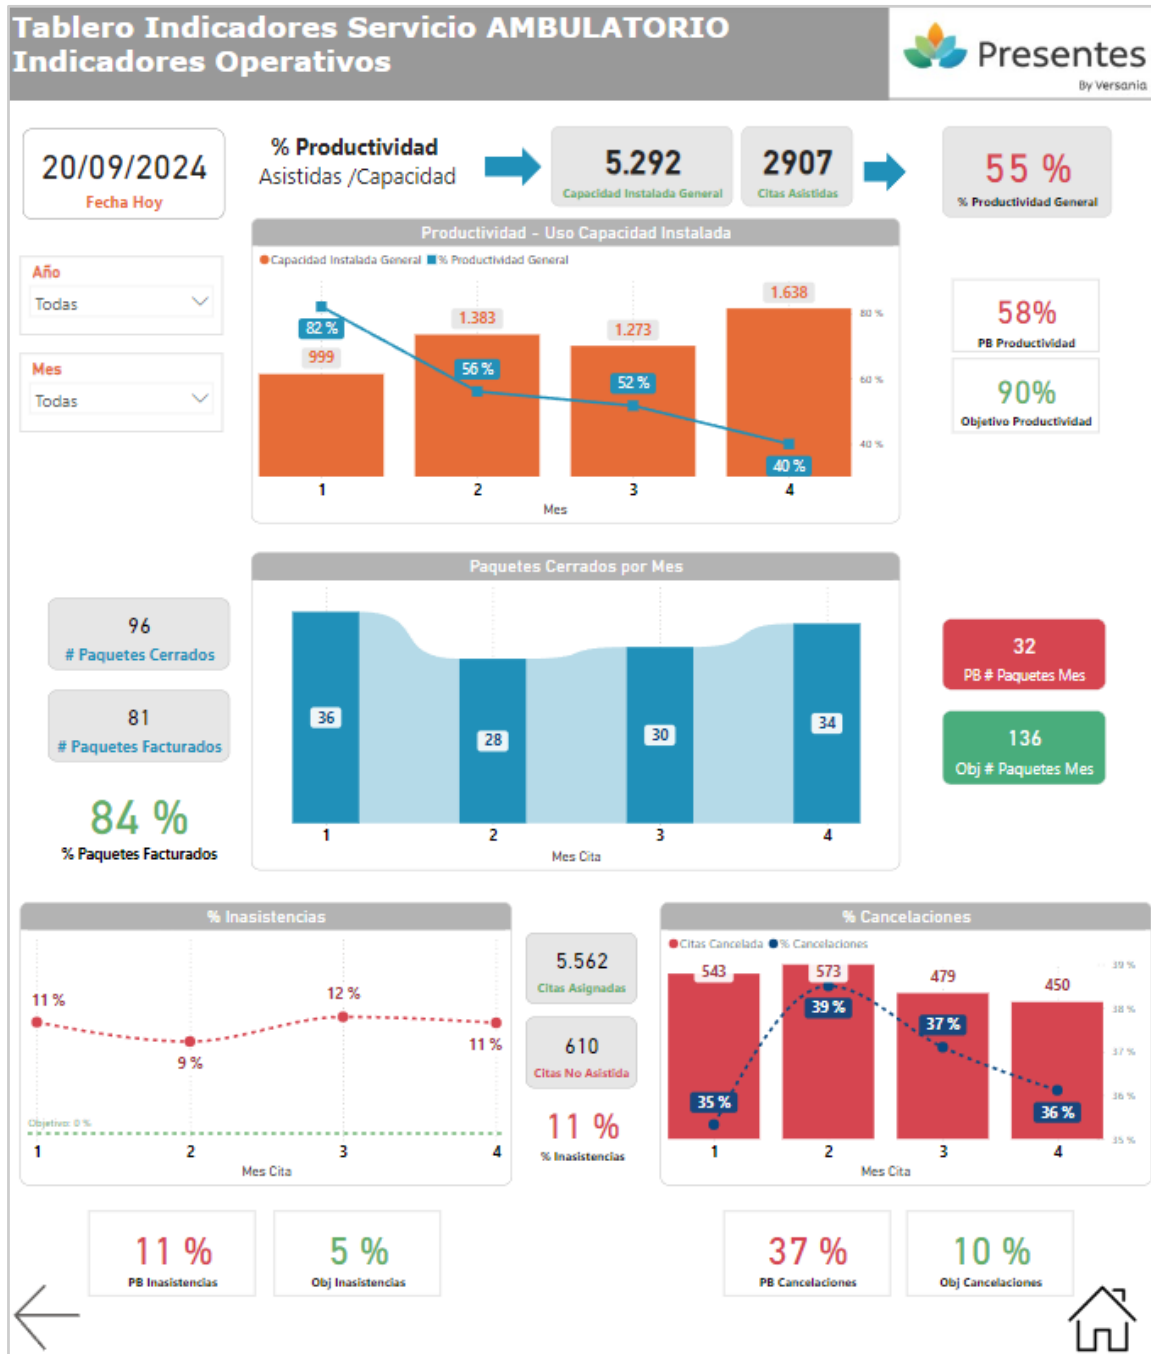 Tablero Indicadores Servicio AMBULATORIO
Indicadores Operativos
Presentes
By Versania
20/09/2024
Fecha Hoy
% Productividad
Asistidas /Capacidad
5.292
Capacidad Instalada General
2907
Citas Asistidas
55 %
% Productividad General
Año
Todas
Mes
Todas
Productividad - Uso Capacidad Instalada
Capacidad Instalada General % Productividad General
999
1.383
1.273
1.638
82 %
56 %
52 %
40 %
80 %
60 %
40 %
1 2 3 4
Mes
58%
PB Productividad
90%
Objetivo Productividad
96
# Paquetes Cerrados
81
# Paquetes Facturados
84 %
% Paquetes Facturados
Paquetes Cerrados por Mes
36
28
30
34
1 2 3 4
Mes Cita
32
PB # Paquetes Mes
136
Obj # Paquetes Mes
% Inasistencias
11 %
9 %
12 %
11 %
Objetivo: 0 %
1 2 3 4
Mes Cita
5.562
Citas Asignadas
610
Citas No Asistida
11 %
% Inasistencias
% Cancelaciones
Citas Cancelada % Cancelaciones
543
573
479
450
35 %
39 %
37 %
36 %
39 %
38 %
37 %
36 %
35 %
1 2 3 4
Mes Cita
11 %
PB Inasistencias
5 %
Obj Inasistencias
37 %
PB Cancelaciones
10 %
Obj Cancelaciones